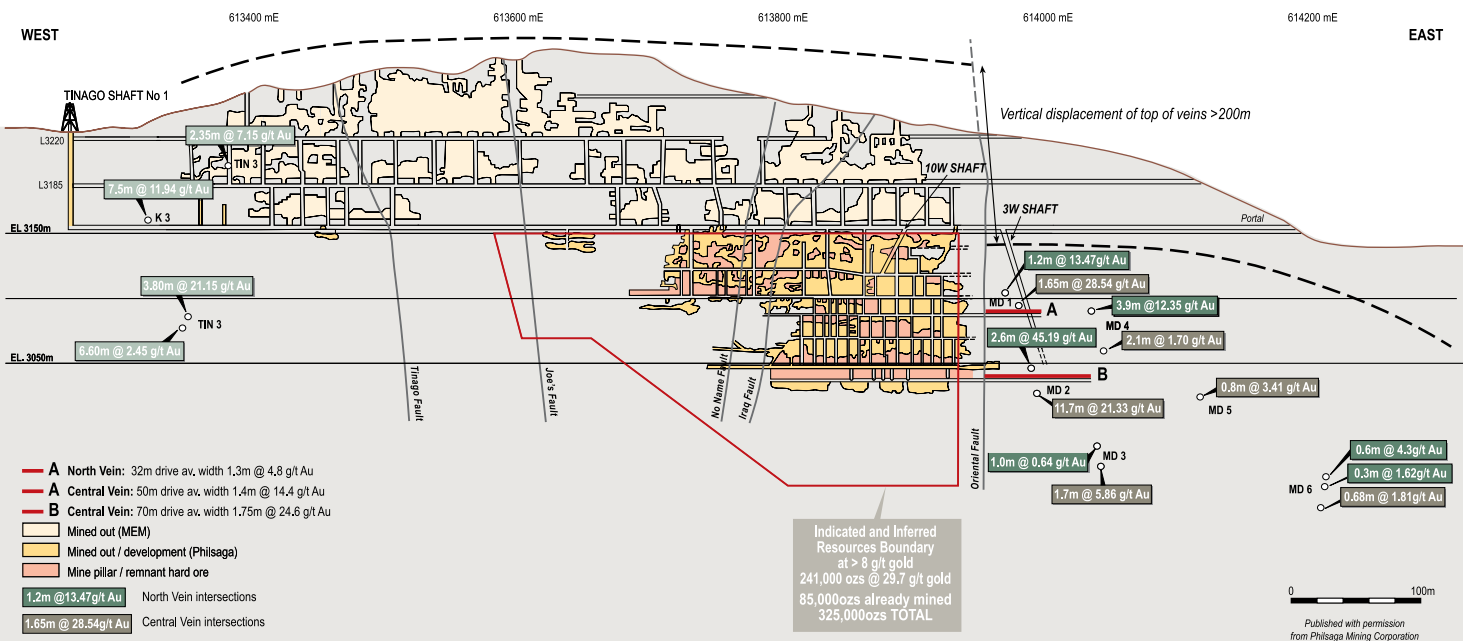 613400 mE
613600 mE
613800 mE
614000 mE
614200 mE
WEST
EAST
TINAGO SHAFT No 1
Vertical displacement of top of veins >200m
2.35m @ 7.15 g/t Au
TIN 3
L3220
10W SHAFT
L3185
7.5m @ 11.94 g/t Au
K 3
3W SHAFT
Portal
EL 3150m
1.2m @ 13.47g/t Au
1.65m @ 28.54 g/t Au
MD 1
3.80m @ 21.15 g/t Au
TIN 3
6.60m @ 2.45 g/t Au
A
3.9m @12.35 g/t Au
MD 4
2.6m @ 45.19 g/t Au
2.1m @ 1.70 g/t Au
EL. 3050m
B
MD 2
0.8m @ 3.41 g/t Au
MD 5
11.7m @ 21.33 g/t Au
Tinago Fault
Joe's Fault
No Name Fault
Iraq Fault
Oriental Fault
1.0m @ 0.64 g/t Au
MD 3
1.7m @ 5.86 g/t Au
0.6m @ 4.3g/t Au
0.3m @ 1.62g/t Au
MD 6
0.68m @ 1.81g/t Au
A North Vein: 32m drive av. width 1.3m @ 4.8 g/t Au
A Central Vein: 50m drive av. width 1.4m @ 14.4 g/t Au
B Central Vein: 70m drive av. width 1.75m @ 24.6 g/t Au
Mined out (MEM)
Mined out / development (Philsaga)
Mine pillar / remnant hard ore
1.2m @13.47g/t Au North Vein intersections
1.65m @ 28.54g/t Au Central Vein intersections
Indicated and Inferred
Resources Boundary
at > 8 g/t gold
241,000 ozs @ 29.7 g/t gold
85,000ozs already mined
325,000ozs TOTAL
0 100m
Published with permission
from Philsaga Mining Corporation